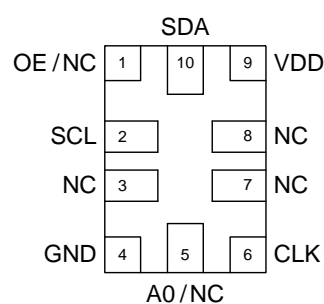 SDA
OE/NC 1 10 9 VDD
SCL 2 8 NC
NC 3 7 NC
GND 4 5 6 CLK
A0/NC